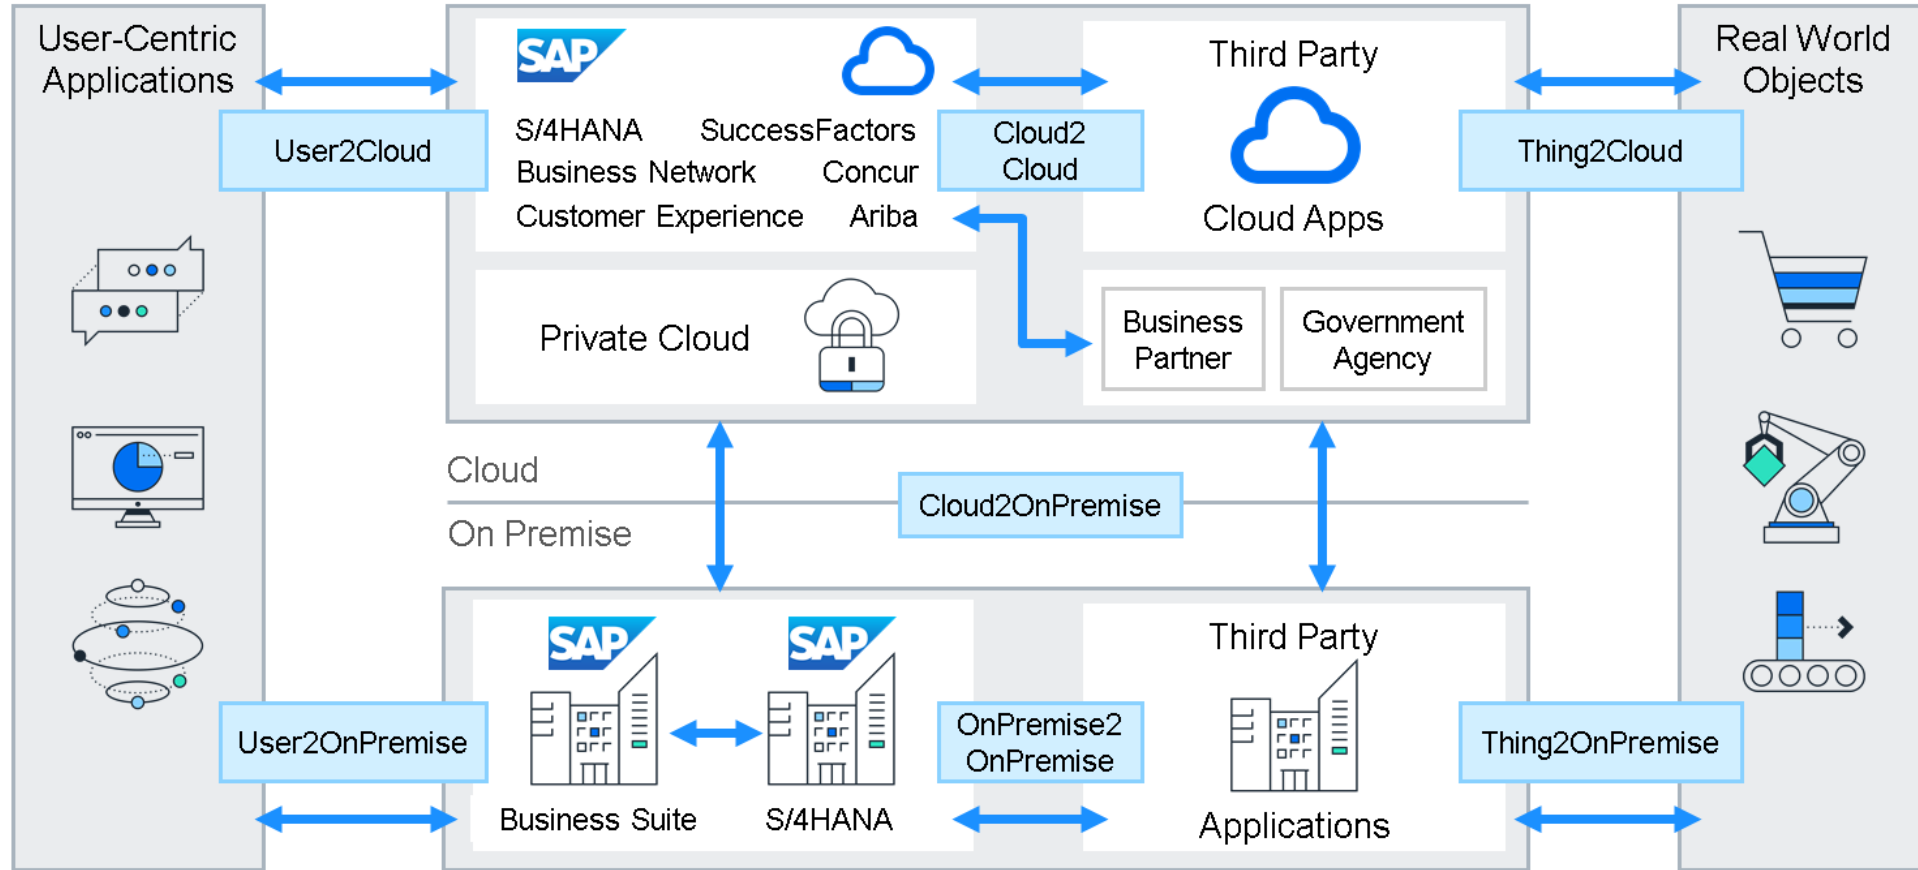 User-Centric
Applications
User2Cloud
SAP
S/4HANA SuccessFactors
Business Network Concur
Customer Experience Ariba
Cloud2
Cloud
Third Party
Cloud Apps
Thing2Cloud
Real World
Objects
Private Cloud
Business
Partner
Government
Agency
Cloud
Cloud2OnPremise
On Premise
User2OnPremise
SAP
Business Suite
SAP
S/4HANA
OnPremise2
OnPremise
Third Party
Applications
Thing2OnPremise